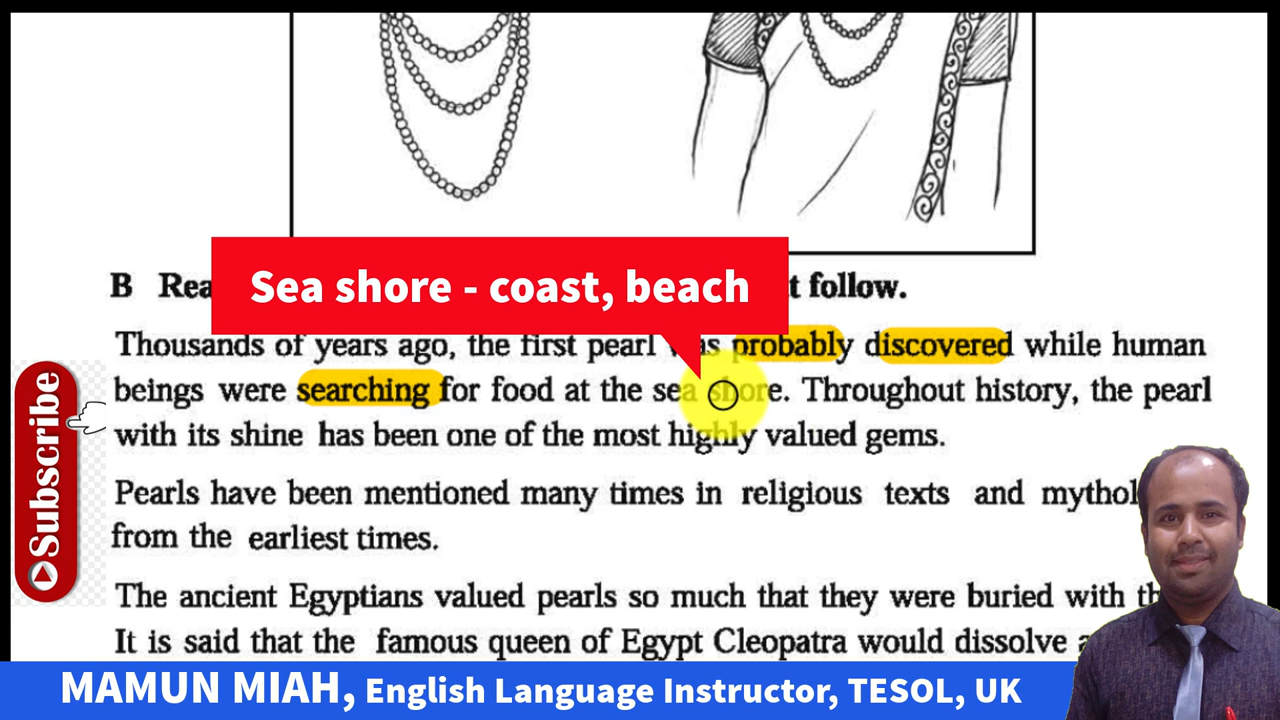 Sea shore - coast, beach
B Rea
t follow.
Thousands of years ago, the first pearl was probably discovered while human
beings were searching for food at the sea shore. Throughout history, the pearl
with its shine has been one of the most highly valued gems.
Pearls have been mentioned many times in religious texts and mythol
from the earliest times.
The ancient Egyptians valued pearls so much that they were buried with th
It is said that the famous queen of Egypt Cleopatra would dissolve a
Subscribe
MAMUN MIAH, English Language Instructor, TESOL, UK